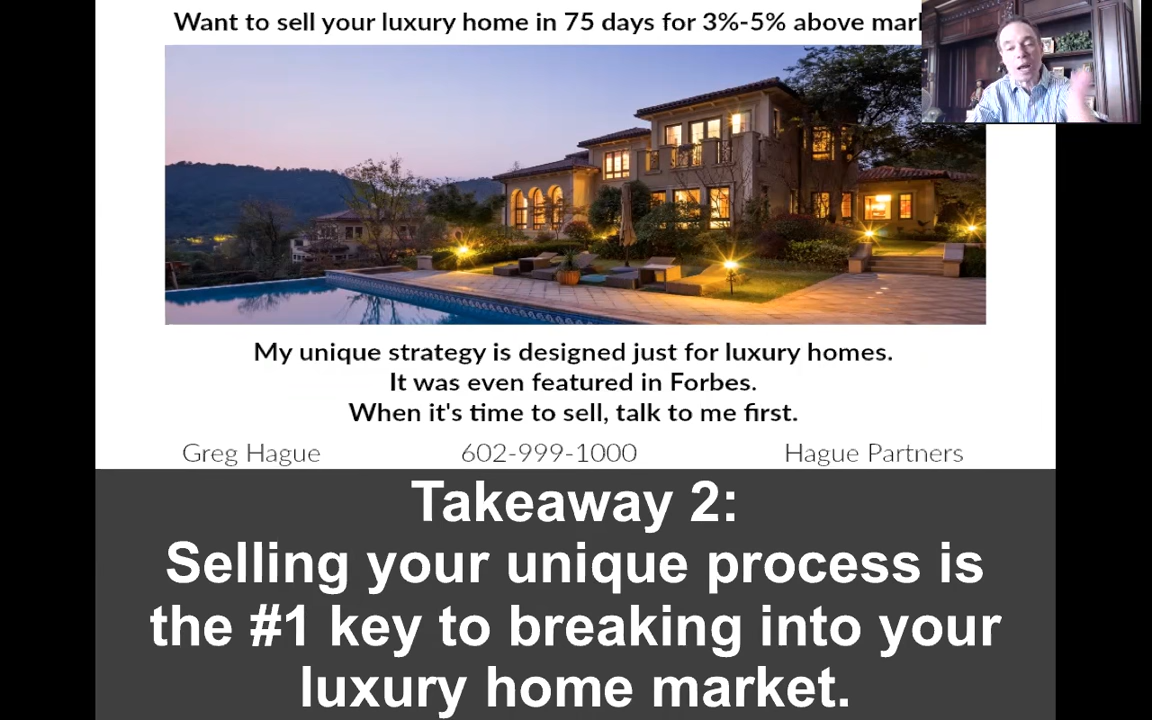 Want to sell your luxury home in 75 days for 3%-5% above
My unique strategy is designed just for luxury homes.
It was even featured in Forbes.
When it's time to sell, talk to me first.
Greg Hague 602-999-1000 Hague Partners
Takeaway 2:
Selling your unique process is
the #1 key to breaking into your
luxury home market.